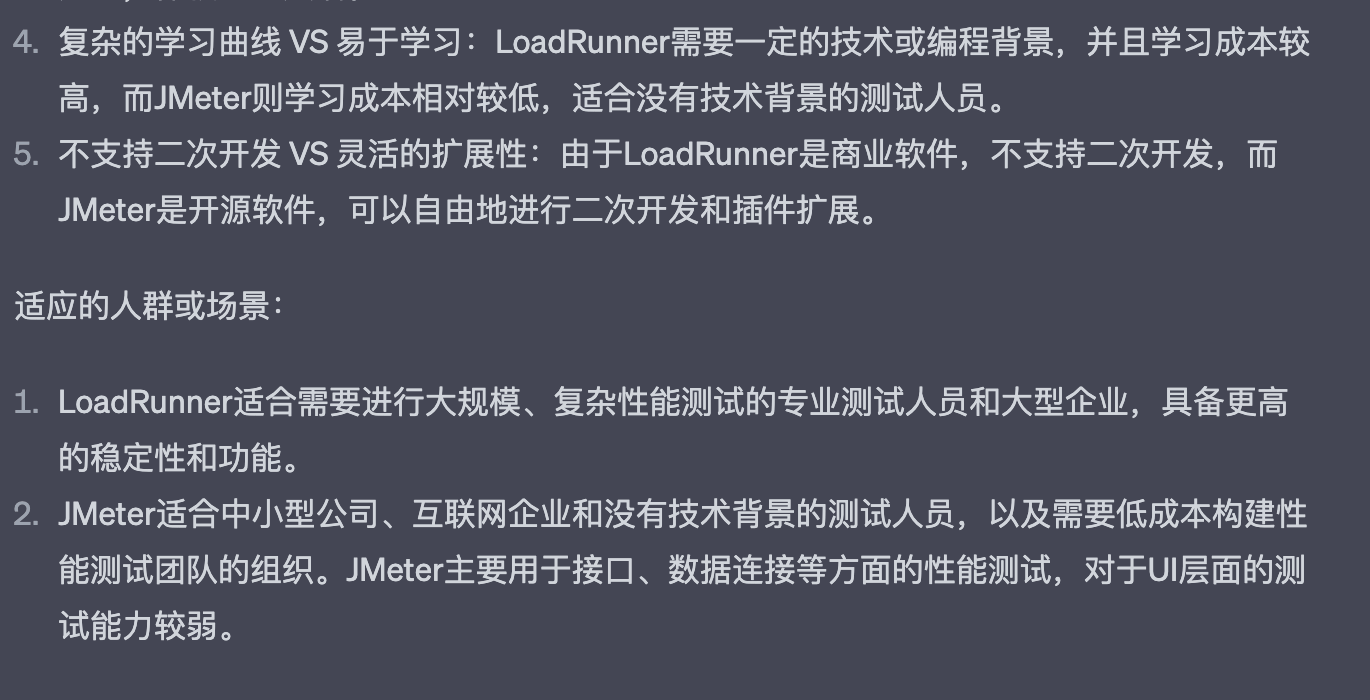 4. 复杂的学习曲线 VS 易于学习：LoadRunner需要一定的技术或编程背景，并且学习成本较
高，而JMeter则学习成本相对较低，适合没有技术背景的测试人员。
5. 不支持二次开发 VS 灵活的扩展性：由于LoadRunner是商业软件，不支持二次开发，而
JMeter是开源软件，可以自由地进行二次开发和插件扩展。
适应的人群或场景：
1. LoadRunner适合需要进行大规模、复杂性能测试的专业测试人员和大型企业，具备更高
的稳定性和功能。
2. JMeter适合中小型公司、互联网企业和没有技术背景的测试人员，以及需要低成本构建性
能测试团队的组织。JMeter主要用于接口、数据连接等方面的性能测试，对于UI层面的测
试能力较弱。